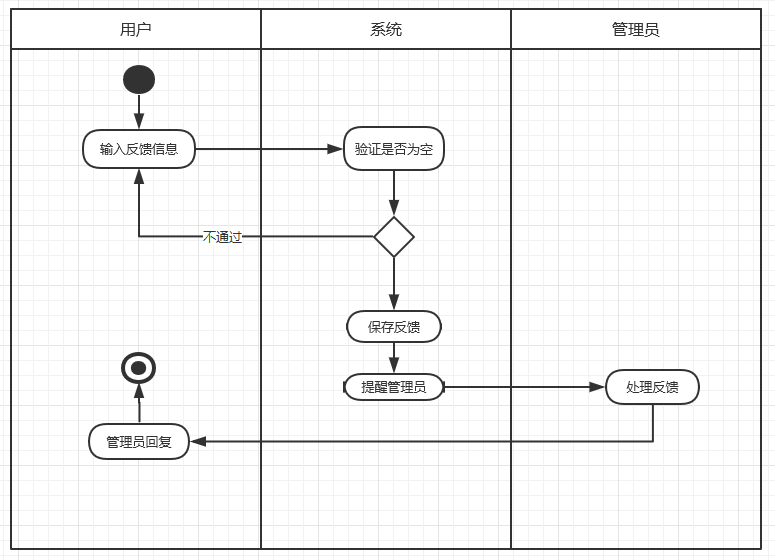 用户
系统
管理员
输入反馈信息
验证是否为空
不通过
保存反馈
提醒管理员
处理反馈
管理员回复